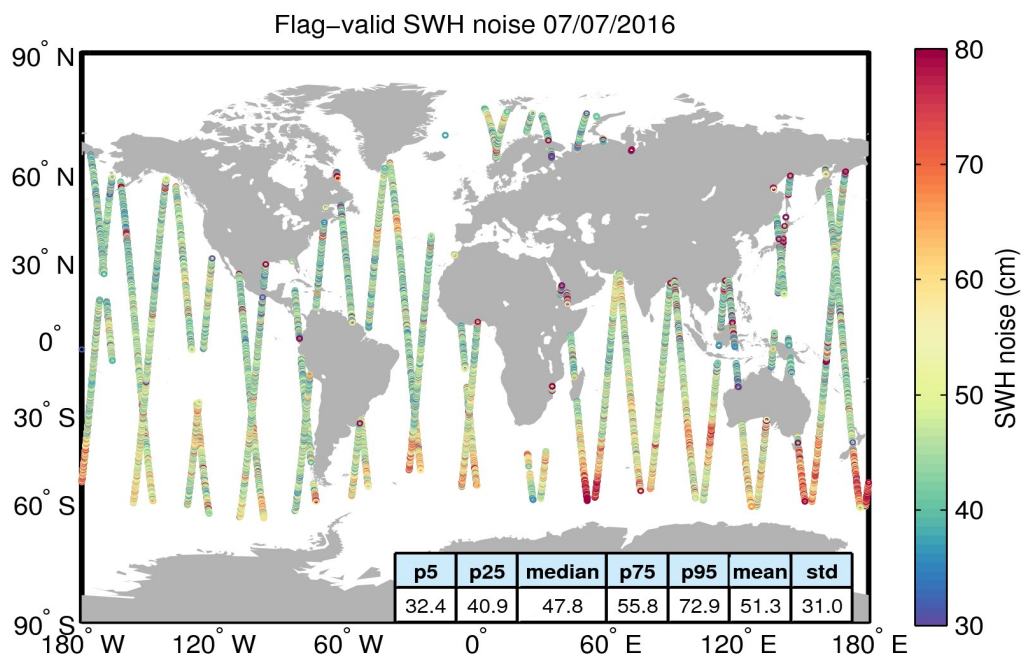 Flag−valid SWH noise 07/07/2016
90° N
60° N
30° N
0°
30° S
60° S
90° S
180° W
120° W
60° W
0°
60° E
120° E
180° E
p5 p25 median p75 p95 mean std
32.4 40.9 47.8 55.8 72.9 51.3 31.0
80
70
60
50
40
30
SWH noise (cm)